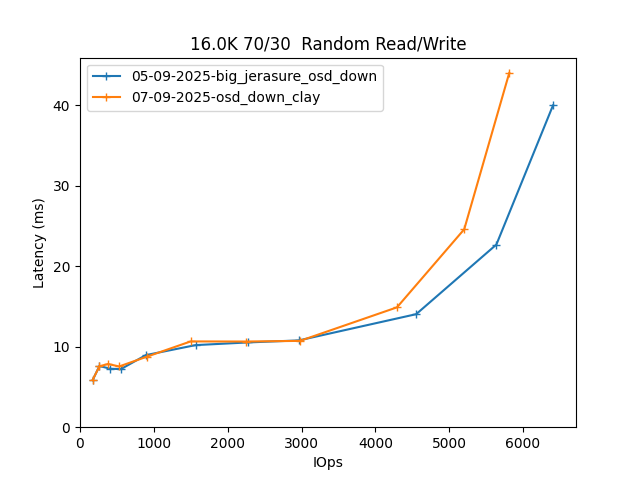 16.0K 70/30  Random Read/Write
05-09-2025-big_jerasure_osd_down
07-09-2025-osd_down_clay
Latency (ms)
40
30
20
10
0
0 1000 2000 3000 4000 5000 6000
IOps